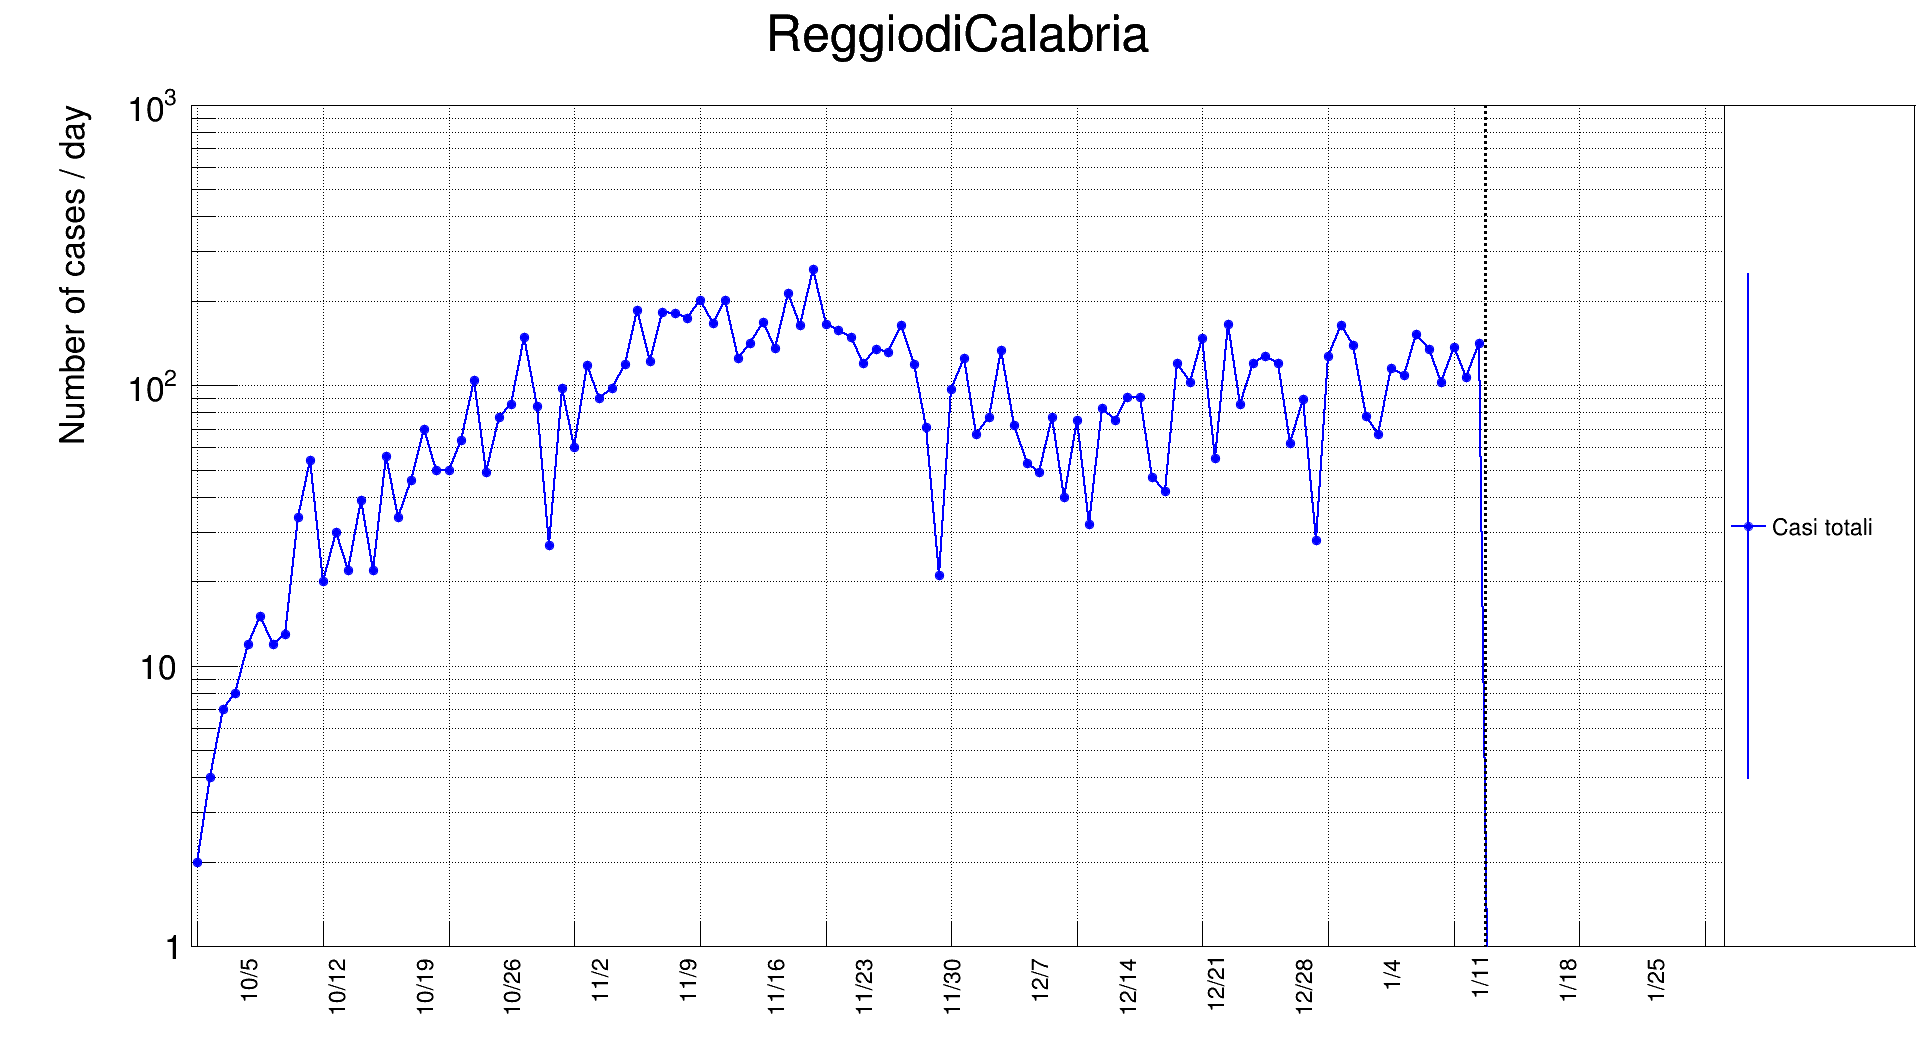 ReggiodiCalabria
Number of cases / day
10³
10²
10
1
10/5 10/12 10/19 10/26 11/2 11/9 11/16 11/23 11/30 12/7 12/14 12/21 12/28 1/4 1/11 1/18 1/25
Casi totali